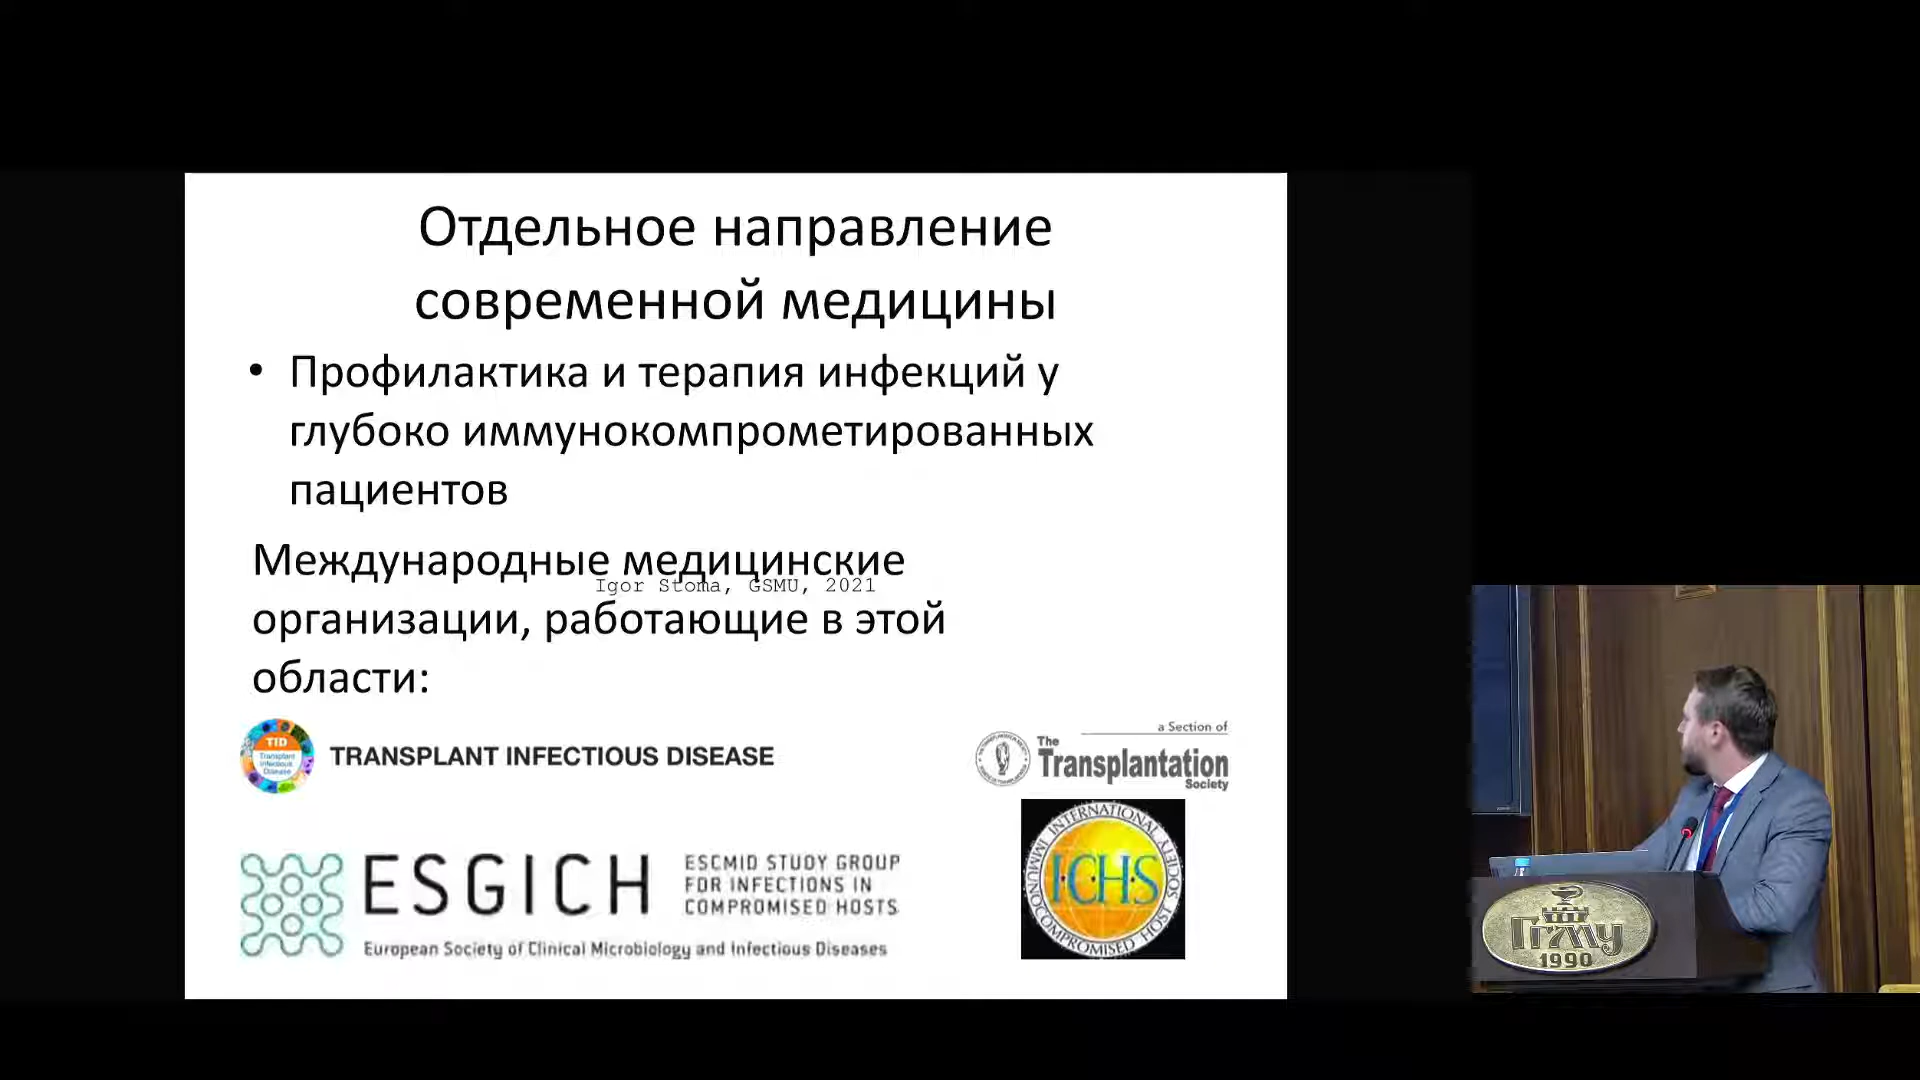 Отдельное направление
современной медицины
• Профилактика и терапия инфекций у
глубоко иммунокомпрометированных
пациентов
Международные медицинские
Igor Stoma, GSMU, 2021
организации, работающие в этой
области:
TID
Transplant
Infectious
Disease
TRANSPLANT INFECTIOUS DISEASE
a Section of
The
Transplantation
Society
ESGICH
ESCMID STUDY GROUP
FOR INFECTIONS IN
COMPROMISED HOSTS
European Society of Clinical Microbiology and Infectious Diseases
INTERNATIONAL IMMUNOCOMPROMISED HOST SOCIETY
I·C·H·S
ГГМУ
1990